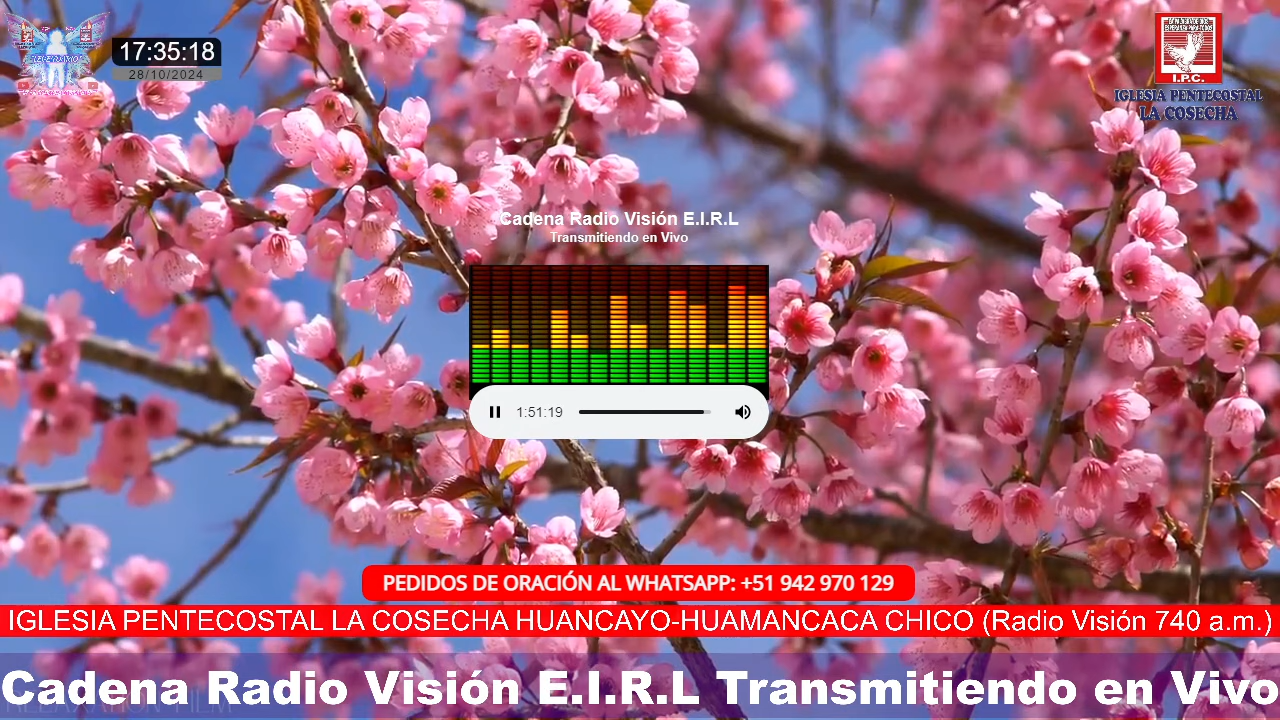 17:35:18
28/10/2024
I.P.C.
IGLESIA PENTECOSTAL
LA COSECHA
Cadena Radio Visión E.I.R.L
Transmitiendo en Vivo
1:51:19
PEDIDOS DE ORACIÓN AL WHATSAPP: +51 942 970 129
IGLESIA PENTECOSTAL LA COSECHA HUANCAYO-HUAMANCACA CHICO (Radio Visión 740 a.m.)
Cadena Radio Visión E.I.R.L Transmitiendo en Vivo